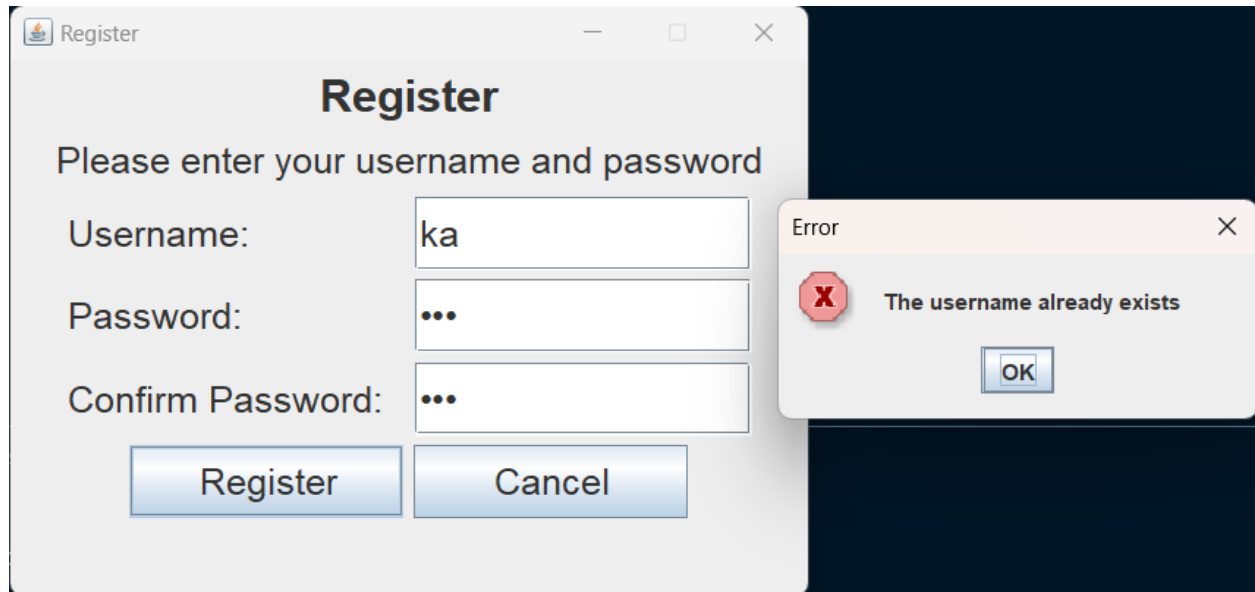 Register
Register
Please enter your username and password
Username:
ka
Password:
•••
Confirm Password:
•••
Register
Cancel
Error
The username already exists
OK